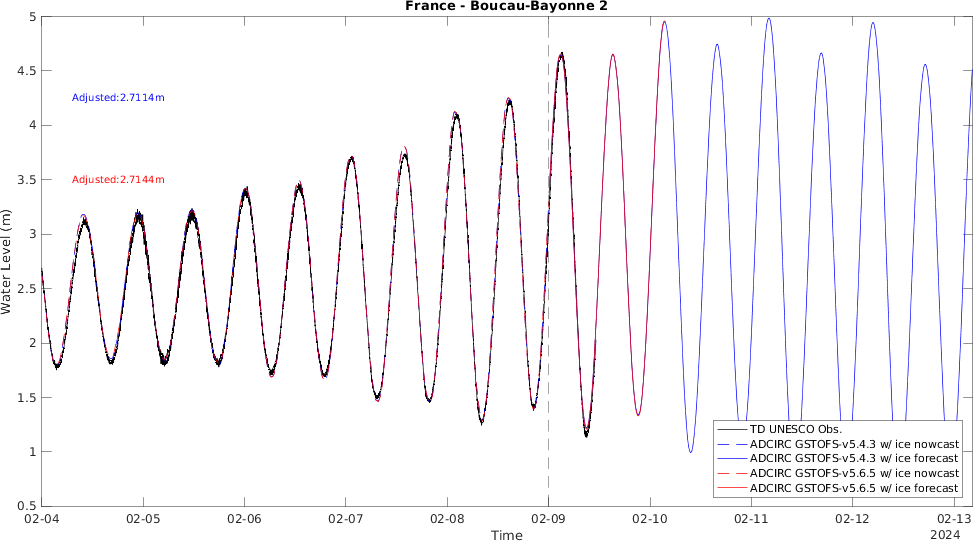 France - Boucau-Bayonne 2
5
4.5
4
3.5
3
2.5
2
1.5
1
0.5
Water Level (m)
Adjusted:2.7114m
Adjusted:2.7144m
TD UNESCO Obs.
ADCIRC GSTOFS-v5.4.3 w/ ice nowcast
ADCIRC GSTOFS-v5.4.3 w/ ice forecast
ADCIRC GSTOFS-v5.6.5 w/ ice nowcast
ADCIRC GSTOFS-v5.6.5 w/ ice forecast
02-04 02-05 02-06 02-07 02-08 02-09 02-10 02-11 02-12 02-13
2024
Time